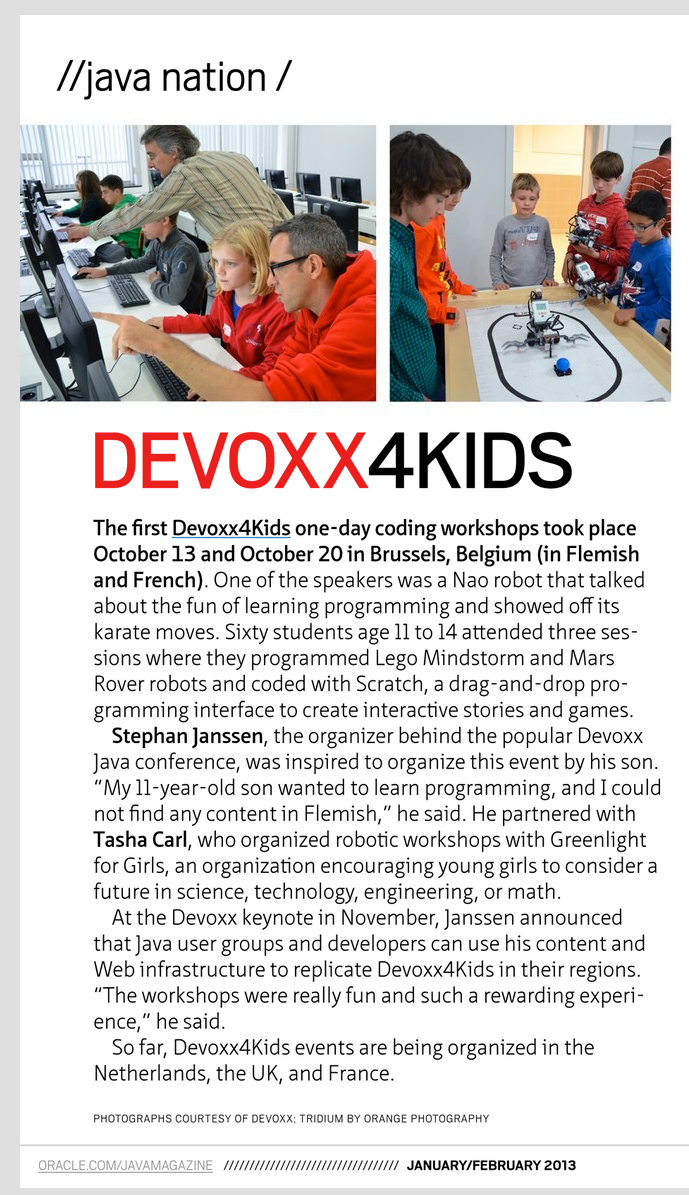 //java nation /
DEVOXX4KIDS
The first Devoxx4Kids one-day coding workshops took place
October 13 and October 20 in Brussels, Belgium (in Flemish
and French). One of the speakers was a Nao robot that talked
about the fun of learning programming and showed off its
karate moves. Sixty students age 11 to 14 attended three ses-
sions where they programmed Lego Mindstorm and Mars
Rover robots and coded with Scratch, a drag-and-drop pro-
gramming interface to create interactive stories and games.
Stephan Janssen, the organizer behind the popular Devoxx
Java conference, was inspired to organize this event by his son.
“My 11-year-old son wanted to learn programming, and I could
not find any content in Flemish,” he said. He partnered with
Tasha Carl, who organized robotic workshops with Greenlight
for Girls, an organization encouraging young girls to consider a
future in science, technology, engineering, or math.
At the Devoxx keynote in November, Janssen announced
that Java user groups and developers can use his content and
Web infrastructure to replicate Devoxx4Kids in their regions.
“The workshops were really fun and such a rewarding experi-
ence,” he said.
So far, Devoxx4Kids events are being organized in the
Netherlands, the UK, and France.
PHOTOGRAPHS COURTESY OF DEVOXX; TRIDIUM BY ORANGE PHOTOGRAPHY
ORACLE.COM/JAVAMAGAZINE ////////////////////////////////// JANUARY/FEBRUARY 2013